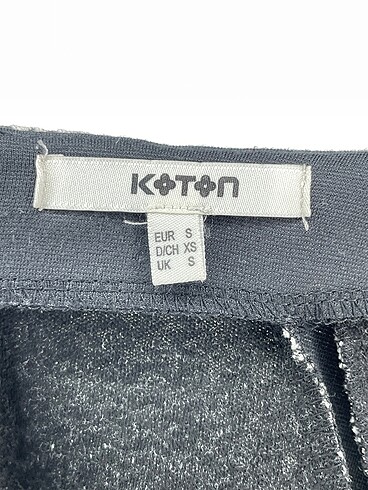 KOTON
EUR S
D/CH XS
UK S